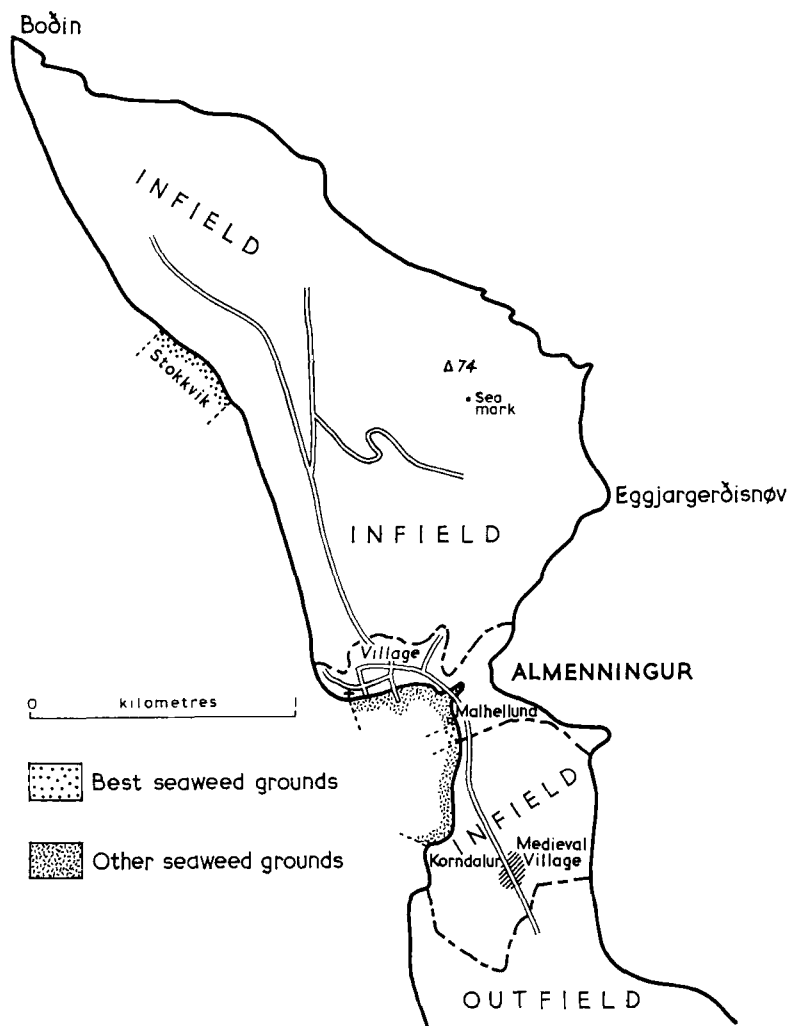 Boðin
INFIELD
Stokkvik
Δ 74
Sea
mark
Eggjargerðisnøv
INFIELD
Village
ALMENNINGUR
0 kilometres 1
Malhellund
Best seaweed grounds
INFIELD
Other seaweed grounds
Korndalur
Medieval
Village
OUTFIELD